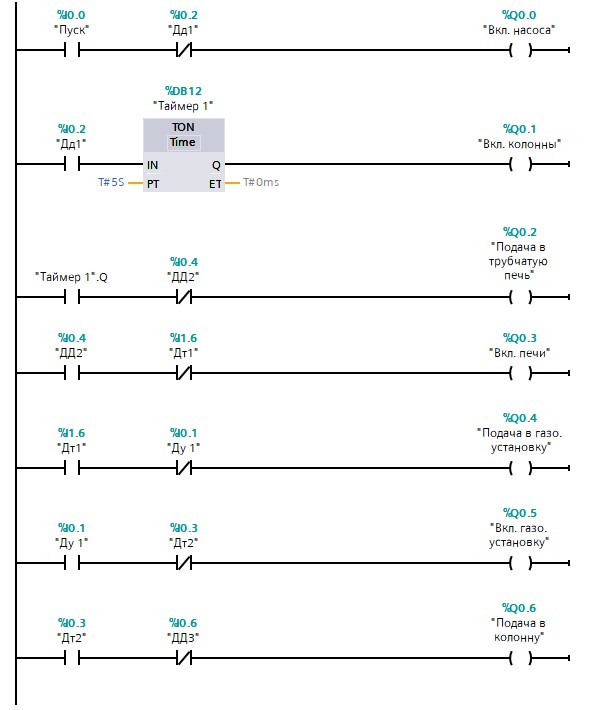 %I0.0 %I0.2 %Q0.0
"Пуск" "Дд1" "Вкл. насоса"
%DB12
"Таймер 1"
%I0.2 TON %Q0.1
"Дд1" Time "Вкл. колонны"
IN Q
T#5S PT ET T#0ms
%Q0.2
"Подача в
%I0.4 трубчатую
"Таймер 1".Q "ДД2" печь"
%I0.4 %I1.6 %Q0.3
"ДД2" "Дт1" "Вкл. печи"
%Q0.4
%I1.6 %I0.1 "Подача в газо.
"Дт1" "Ду 1" установку"
%Q0.5
%I0.1 %I0.3 "Вкл. газо.
"Ду 1" "Дт2" установку"
%Q0.6
%I0.3 %I0.6 "Подача в
"Дт2" "ДД3" колонну"